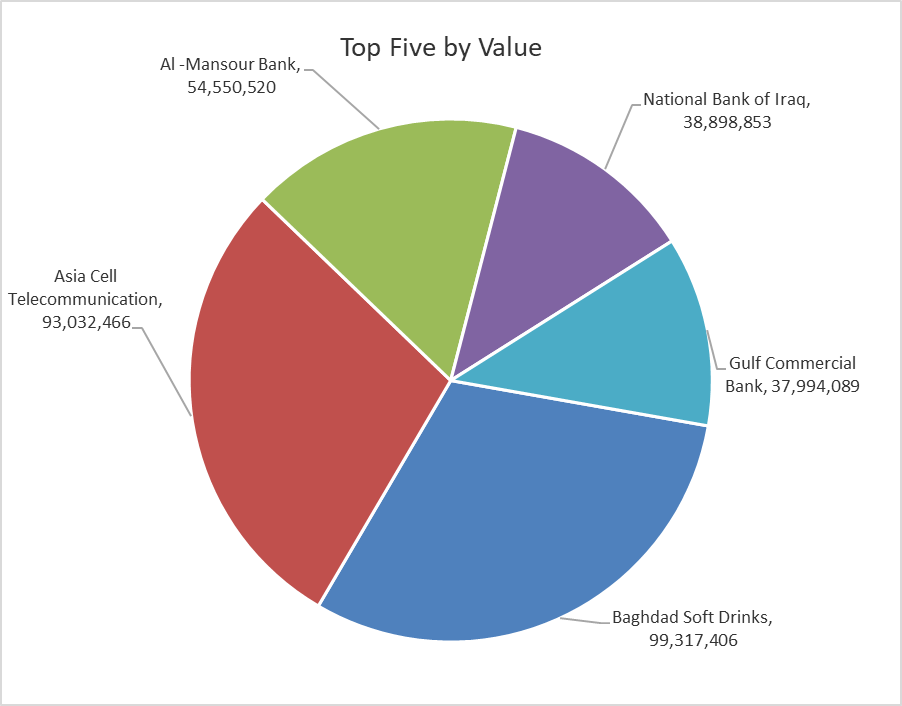 Top Five by Value
Al -Mansour Bank,
54,550,520
National Bank of Iraq,
38,898,853
Asia Cell
Telecommunication,
93,032,466
Gulf Commercial
Bank, 37,994,089
Baghdad Soft Drinks,
99,317,406